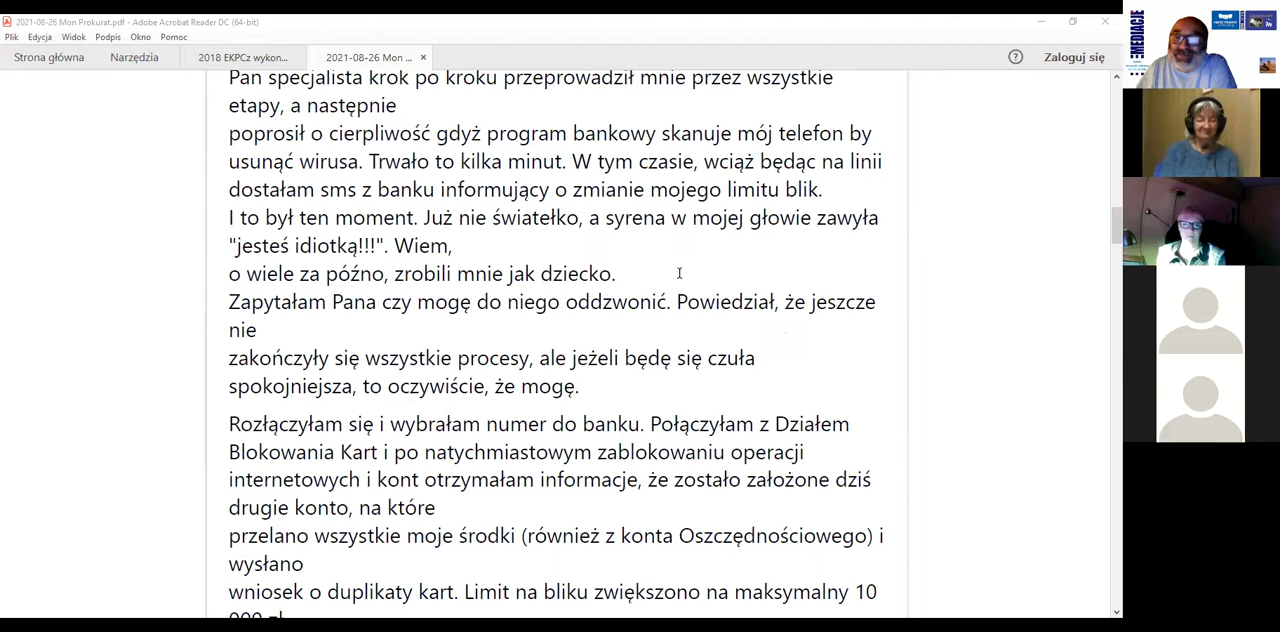 2021-08-26 Mon Prokurat.pdf - Adobe Acrobat Reader DC (64-bit)
Plik Edycja Widok Podpis Okno Pomoc
Strona główna Narzędzia 2018 EKPCz wykon... 2021-08-26 Mon ... × Zaloguj się
Pan specjalista krok po kroku przeprowadził mnie przez wszystkie
etapy, a następnie
poprosił o cierpliwość gdyż program bankowy skanuje mój telefon by
usunąć wirusa. Trwało to kilka minut. W tym czasie, wciąż będąc na linii
dostałam sms z banku informujący o zmianie mojego limitu blik.
I to był ten moment. Już nie światełko, a syrena w mojej głowie zawyła
"jesteś idiotką!!!". Wiem,
o wiele za późno, zrobili mnie jak dziecko.
Zapytałam Pana czy mogę do niego oddzwonić. Powiedział, że jeszcze
nie
zakończyły się wszystkie procesy, ale jeżeli będę się czuła
spokojniejsza, to oczywiście, że mogę.
Rozłączyłam się i wybrałam numer do banku. Połączyłam z Działem
Blokowania Kart i po natychmiastowym zablokowaniu operacji
internetowych i kont otrzymałam informacje, że zostało założone dziś
drugie konto, na które
przelano wszystkie moje środki (również z konta Oszczędnościowego) i
wysłano
wniosek o duplikaty kart. Limit na bliku zwiększono na maksymalny 10
000 zł
MEDIACJE